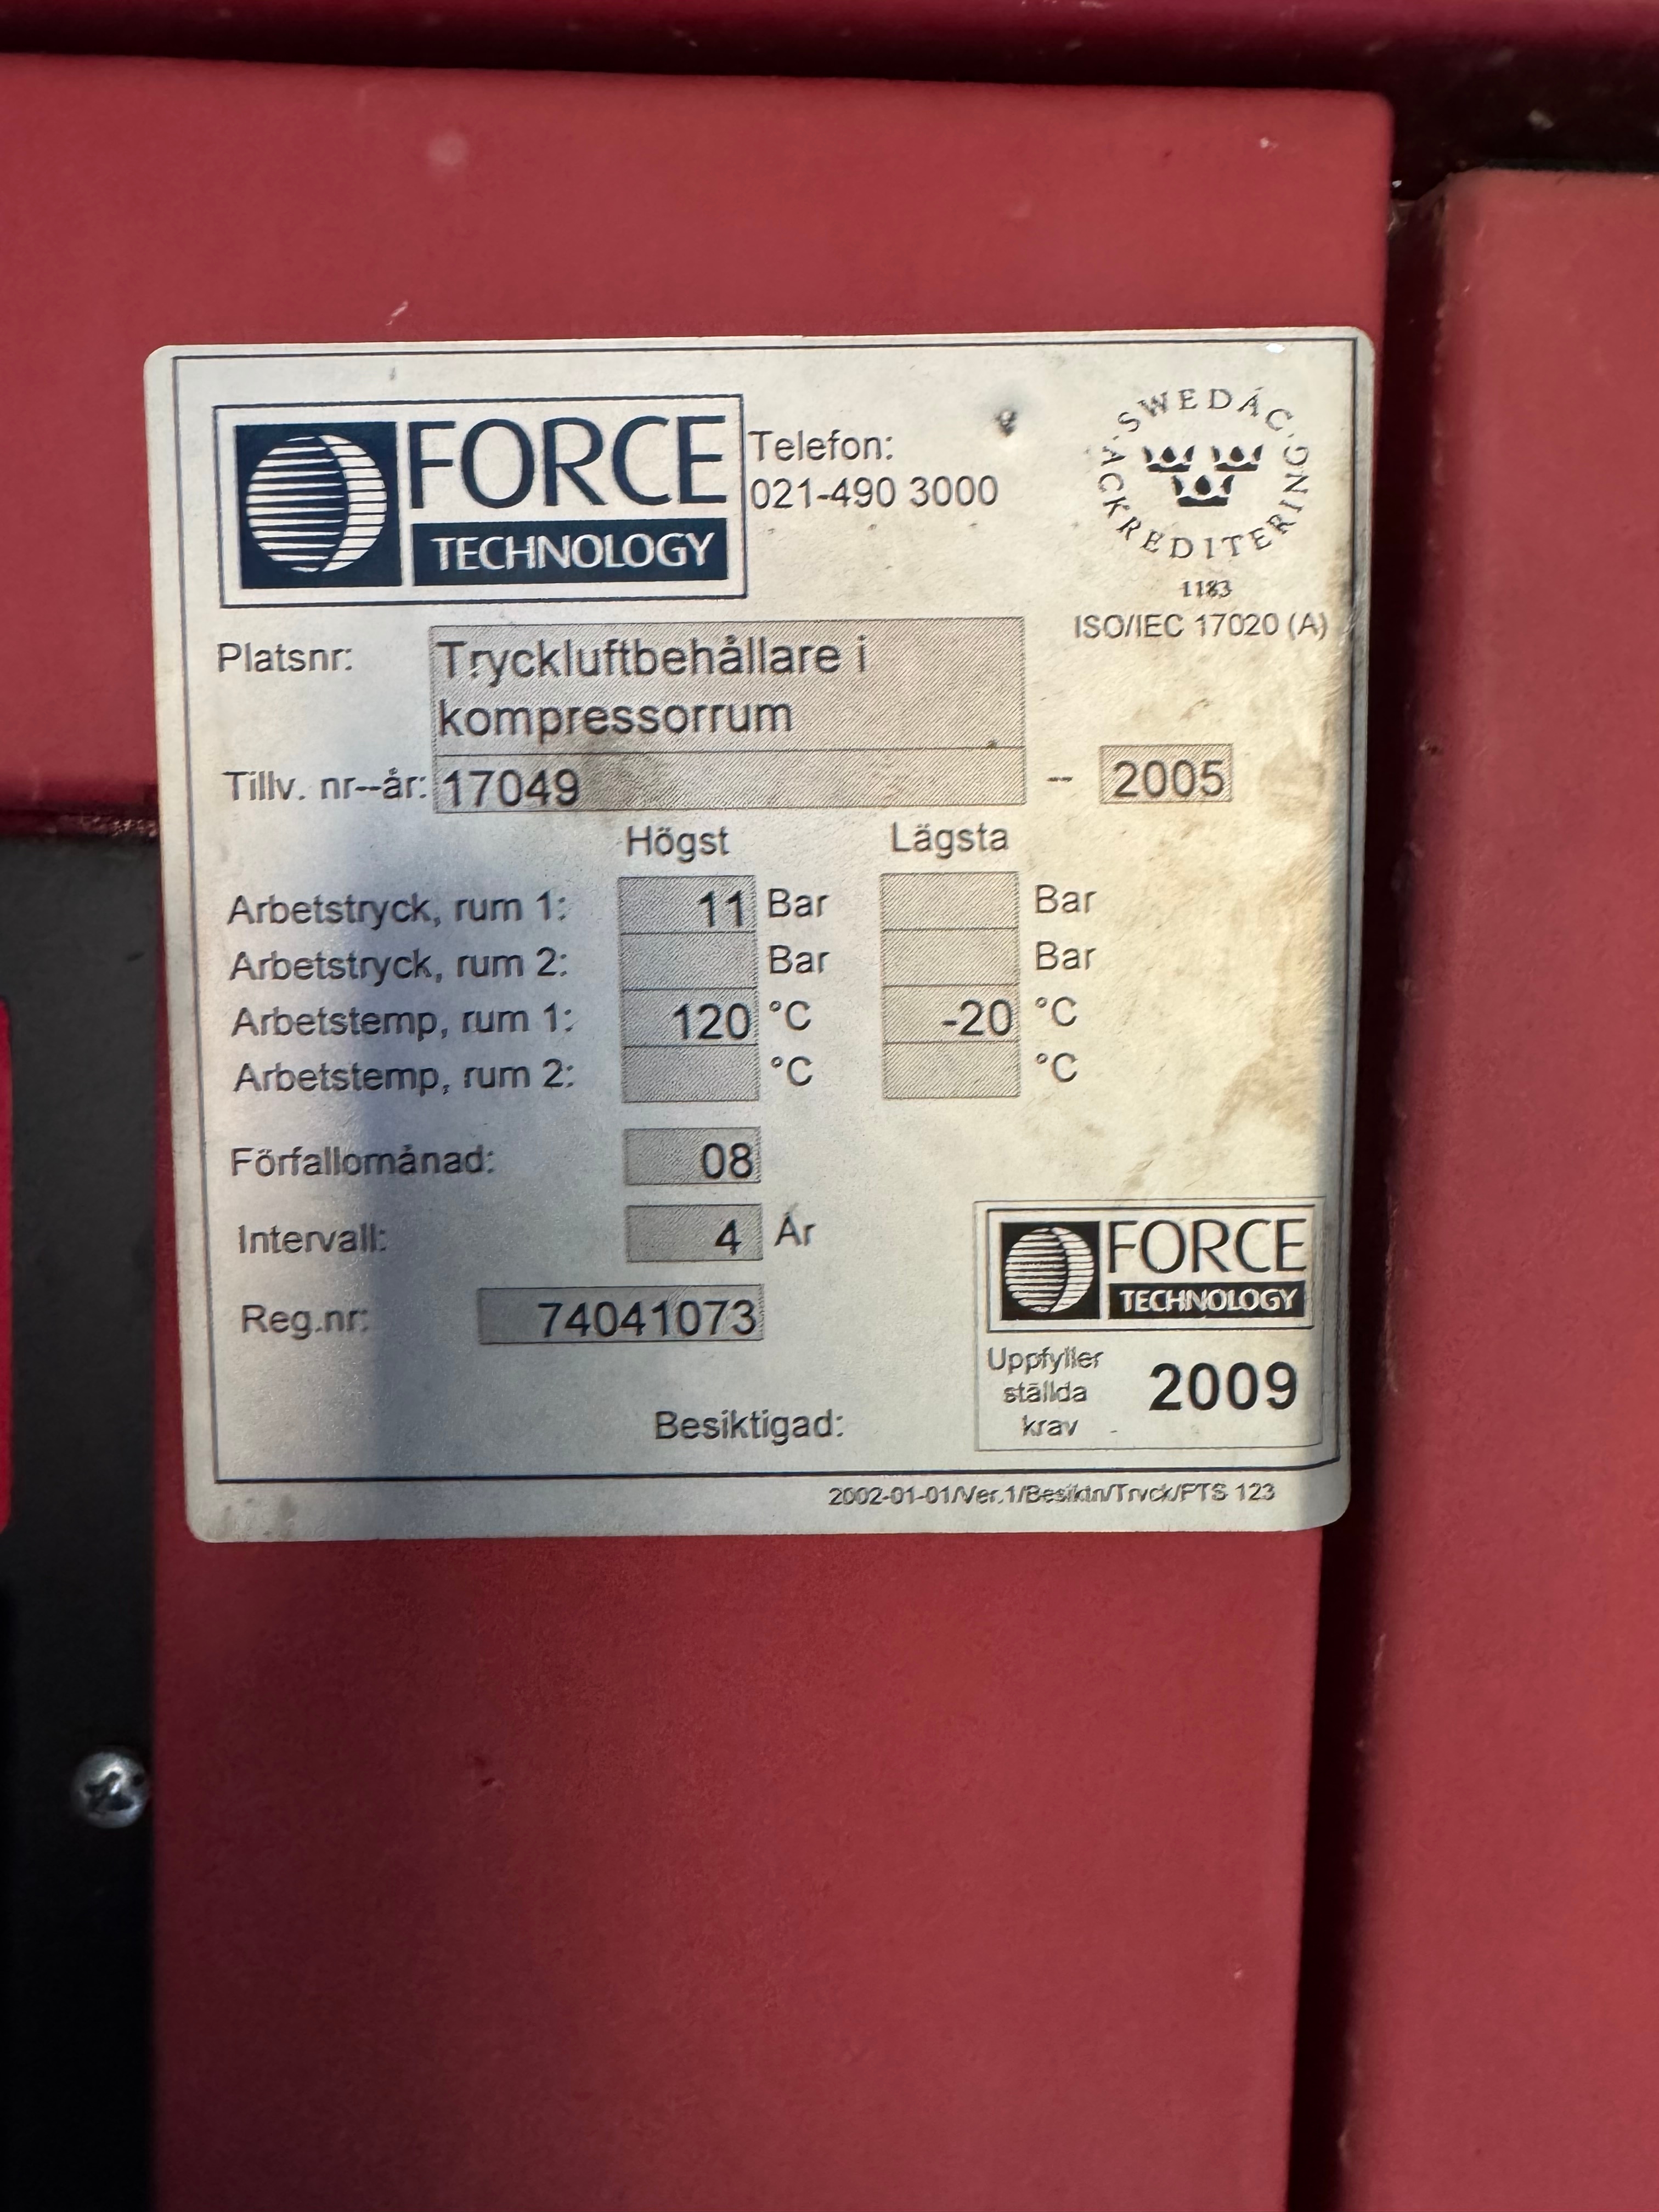 FORCE
TECHNOLOGY
Telefon:
021-490 3000
SWEDAC
ACKREDITERING
1183
ISO/IEC 17020 (A)
Platsnr: Tryckluftbehållare i
kompressorrum
Tillv. nr--år: 17049 -- 2005
Högst Lägsta
Arbetstryck, rum 1: 11 Bar Bar
Arbetstryck, rum 2: Bar Bar
Arbetstemp, rum 1: 120 °C -20 °C
Arbetstemp, rum 2: °C °C
Förfallomånad: 08
Intervall: 4 År
Reg.nr: 74041073
Besiktigad:
FORCE
TECHNOLOGY
Uppfyller
ställda
krav
2009
2002-01-01/Ver.1/Besiktn/Tryck/PTS 123